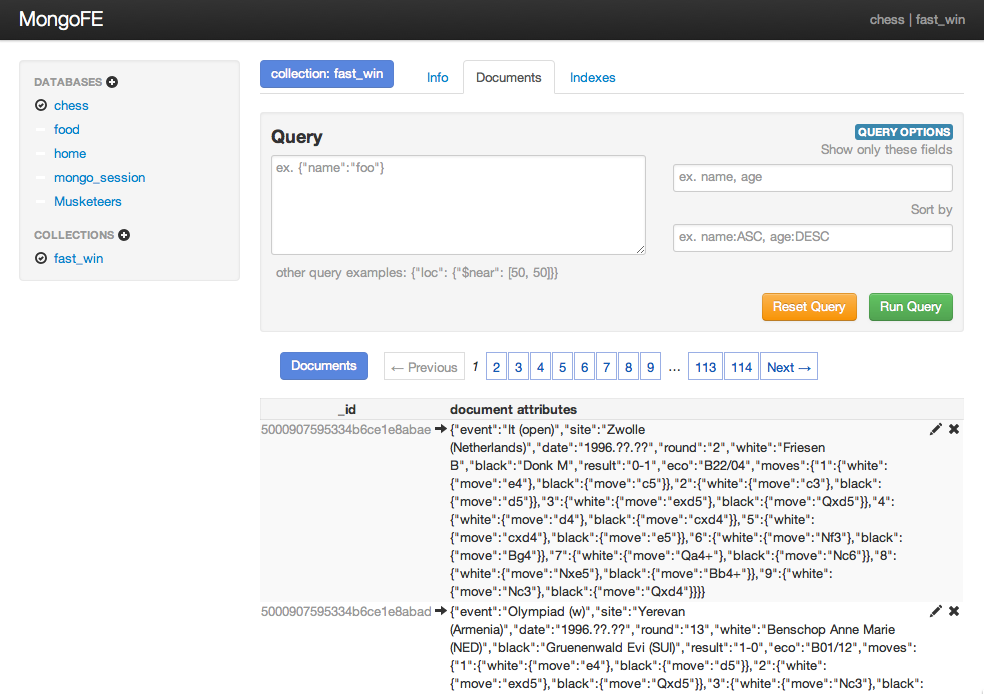 MongoFE
chess | fast_win
DATABASES
chess
food
home
mongo_session
Musketeers
COLLECTIONS
fast_win
collection: fast_win
Info
Documents
Indexes
Query
ex. {"name":"foo"}
other query examples: {"loc": {"$near": [50, 50]}}
QUERY OPTIONS
Show only these fields
ex. name, age
Sort by
ex. name:ASC, age:DESC
Reset Query
Run Query
Documents
← Previous 1 2 3 4 5 6 7 8 9 ... 113 114 Next →
_id document attributes
5000907595334b6ce1e8abae {"event":"It (open)","site":"Zwolle
(Netherlands)","date":"1996.??.??","round":"2","white":"Friesen
B","black":"Donk M","result":"0-1","eco":"B22/04","moves":{"1":{"white":
{"move":"e4"},"black":{"move":"c5"}},"2":{"white":{"move":"c3"},"black":
{"move":"d5"}},"3":{"white":{"move":"exd5"},"black":{"move":"Qxd5"}},"4":
{"white":{"move":"d4"},"black":{"move":"cxd4"}},"5":{"white":
{"move":"cxd4"},"black":{"move":"e5"}},"6":{"white":{"move":"Nf3"},"black":
{"move":"Bg4"}},"7":{"white":{"move":"Qa4+"},"black":{"move":"Nc6"}},"8":
{"white":{"move":"Nxe5"},"black":{"move":"Bb4+"}},"9":{"white":
{"move":"Nc3"},"black":{"move":"Qxd4"}}}}
5000907595334b6ce1e8abad {"event":"Olympiad (w)","site":"Yerevan
(Armenia)","date":"1996.??.??","round":"13","white":"Benschop Anne Marie
(NED)","black":"Gruenenwald Evi (SUI)","result":"1-0","eco":"B01/12","moves":
{"1":{"white":{"move":"e4"},"black":{"move":"d5"}},"2":{"white":
{"move":"exd5"},"black":{"move":"Qxd5"}},"3":{"white":{"move":"Nc3"},"black":